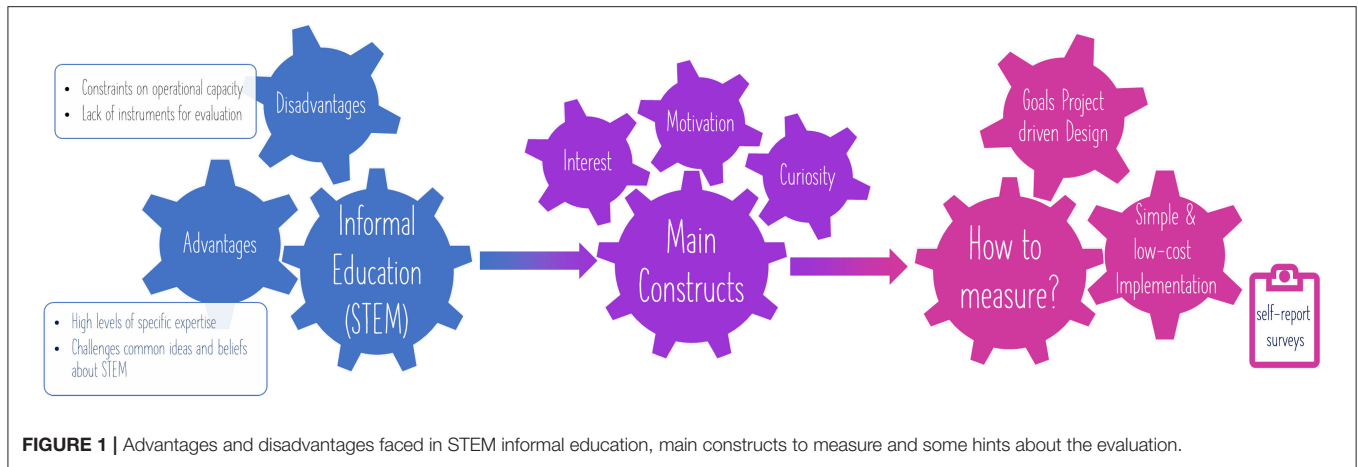 • Constraints on operational capacity
• Lack of instruments for evaluation
Disadvantages
Advantages
Informal
Education
(STEM)
• High levels of specific expertise
• Challenges common ideas and beliefs
about STEM
Interest
Motivation
Curiosity
Main
Constructs
Goals Project
driven Design
How to
measure?
Simple &
low-cost
Implementation
self-report
surveys
FIGURE 1 | Advantages and disadvantages faced in STEM informal education, main constructs to measure and some hints about the evaluation.